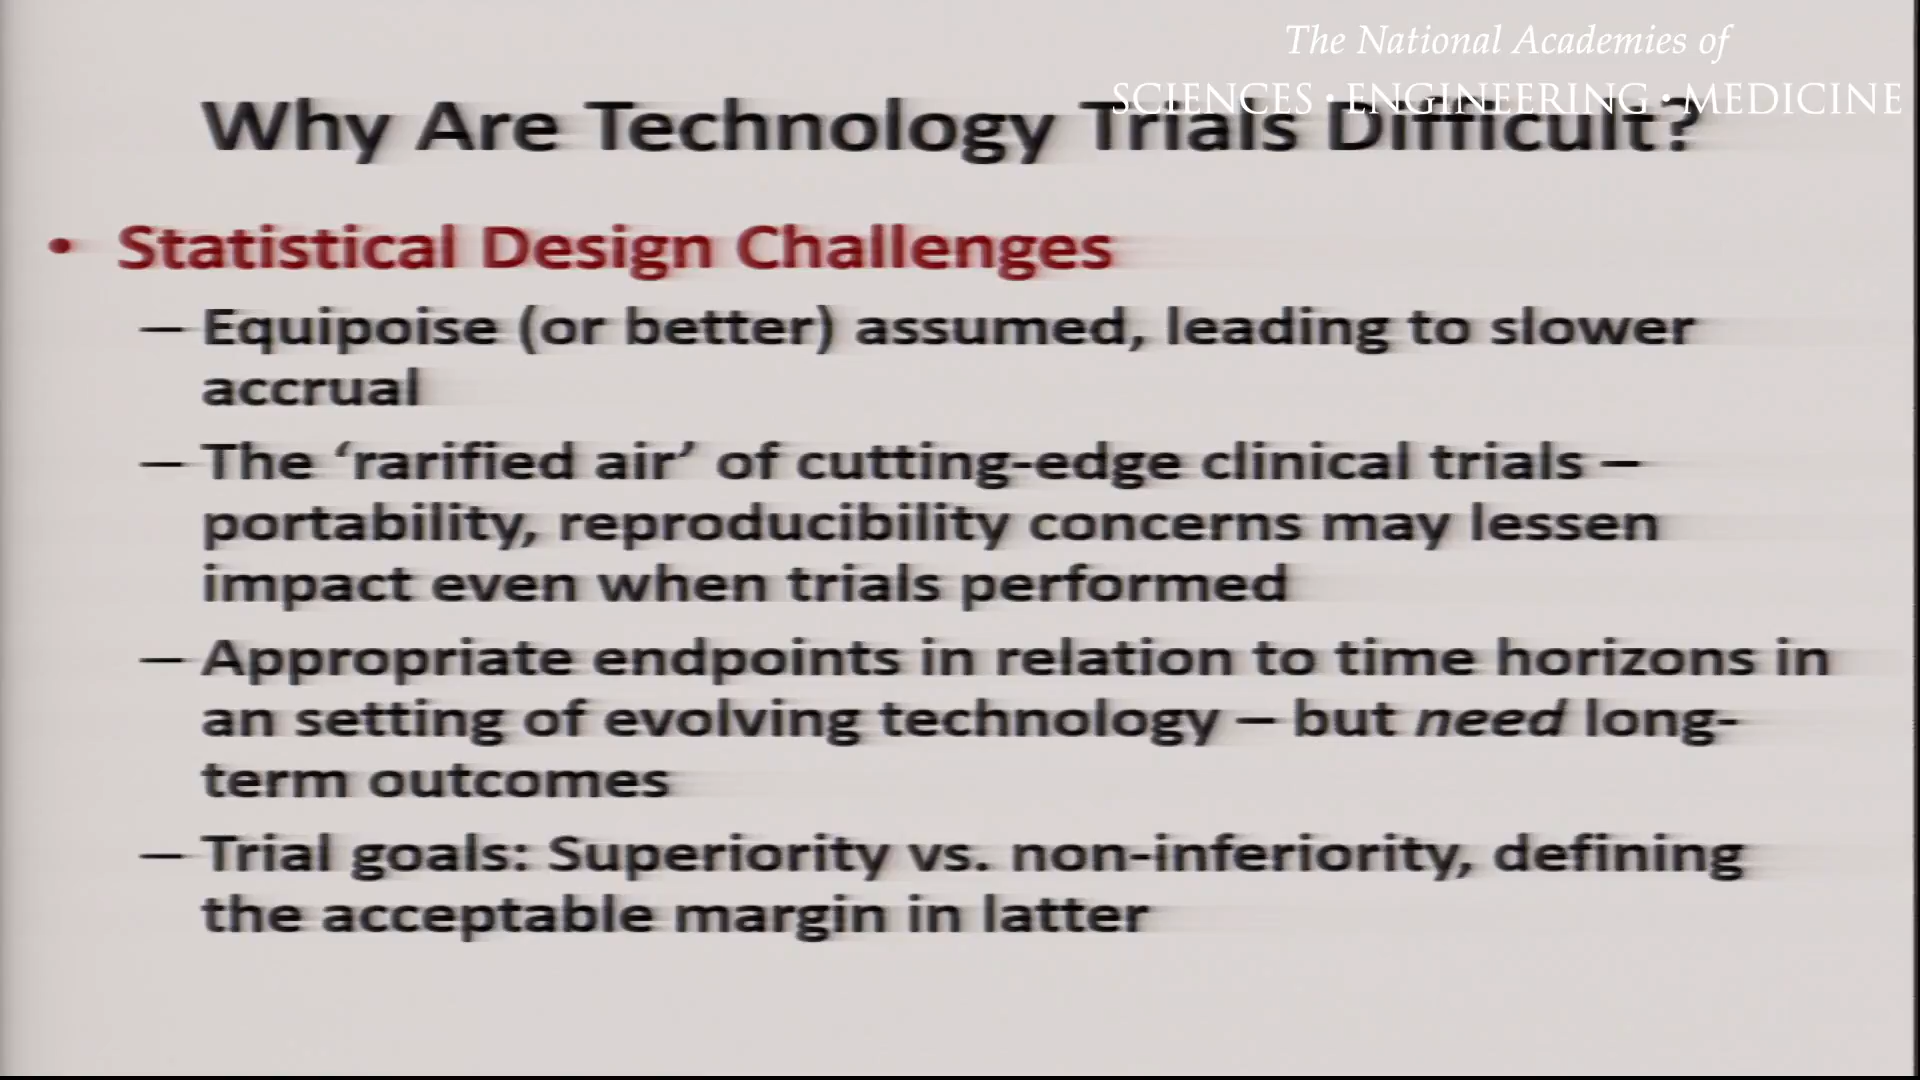 The National Academies of
SCIENCES · ENGINEERING · MEDICINE
Why Are Technology Trials Difficult?
• Statistical Design Challenges
– Equipoise (or better) assumed, leading to slower
accrual
– The ‘rarified air’ of cutting-edge clinical trials –
portability, reproducibility concerns may lessen
impact even when trials performed
– Appropriate endpoints in relation to time horizons in
an setting of evolving technology – but need long-
term outcomes
– Trial goals: Superiority vs. non-inferiority, defining
the acceptable margin in latter